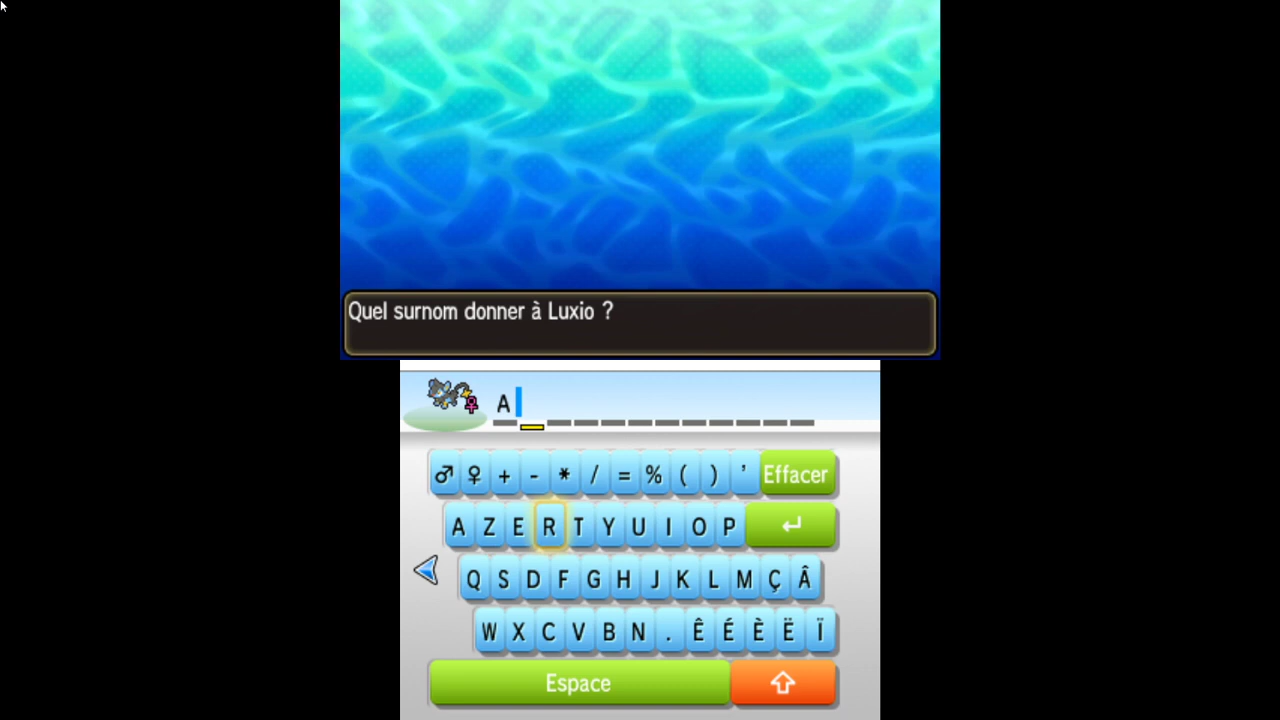 Quel surnom donner à Luxio ?
A
♂ ♀ + - * / = % ( ) ’ Effacer
A Z E R T Y U I O P
Q S D F G H J K L M Ç Â
W X C V B N . Ê É È Ë Ï
Espace